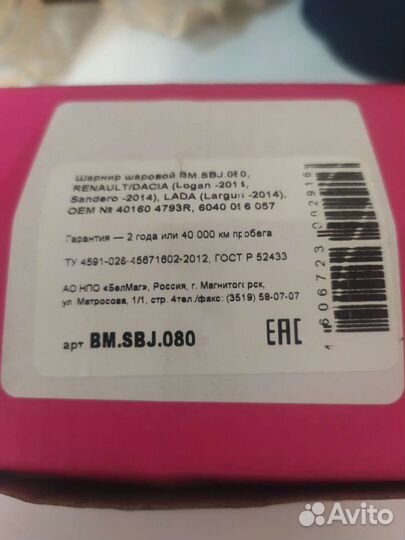 Шарнир шаровой BM.SBJ.080,
RENAULT/DACIA (Logan -2014,
Sandero -2014), LADA (Largus -2014),
OEM № 40160 4793R, 6040 096 057
Гарантия — 2 года или 40 000 км пробега
ТУ 4591-028-45671602-2012, ГОСТ Р 52433
АО НПО «БелМаг», Россия, г. Магнитогорск,
ул. Матросова, 1/1, стр. 4тел./факс: (3519) 58-07-07
арт BM.SBJ.080
EAC
1606723002916
Avito